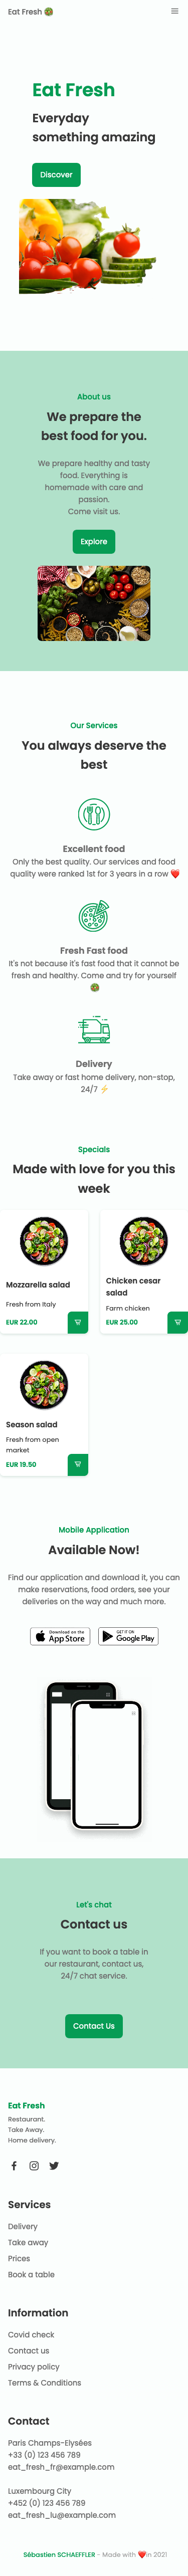 Eat Fresh
Eat Fresh
Everyday
something amazing
Discover
About us
We prepare the
best food for you.
We prepare healthy and tasty
food. Everything is
homemade with care and
passion.
Come visit us.
Explore
Our Services
You always deserve the
best
Excellent food
Only the best quality. Our services and food
quality were ranked 1st for 3 years in a row ❤️
Fresh Fast food
It's not because it's fast food that it cannot be
fresh and healthy. Come and try for yourself
Delivery
Take away or fast home delivery, non-stop,
24/7 ⚡
Specials
Made with love for you this
week
Mozzarella salad
Fresh from Italy
EUR 22.00
Chicken cesar
salad
Farm chicken
EUR 25.00
Season salad
Fresh from open
market
EUR 19.50
Mobile Application
Available Now!
Find our application and download it, you can
make reservations, food orders, see your
deliveries on the way and much more.
Download on the
App Store
GET IT ON
Google Play
Let's chat
Contact us
If you want to book a table in
our restaurant, contact us,
24/7 chat service.
Contact Us
Eat Fresh
Restaurant.
Take Away.
Home delivery.
Services
Delivery
Take away
Prices
Book a table
Information
Covid check
Contact us
Privacy policy
Terms & Conditions
Contact
Paris Champs-Elysées
+33 (0) 123 456 789
eat_fresh_fr@example.com
Luxembourg City
+452 (0) 123 456 789
eat_fresh_lu@example.com
Sébastien SCHAEFFLER - Made with ❤️in 2021